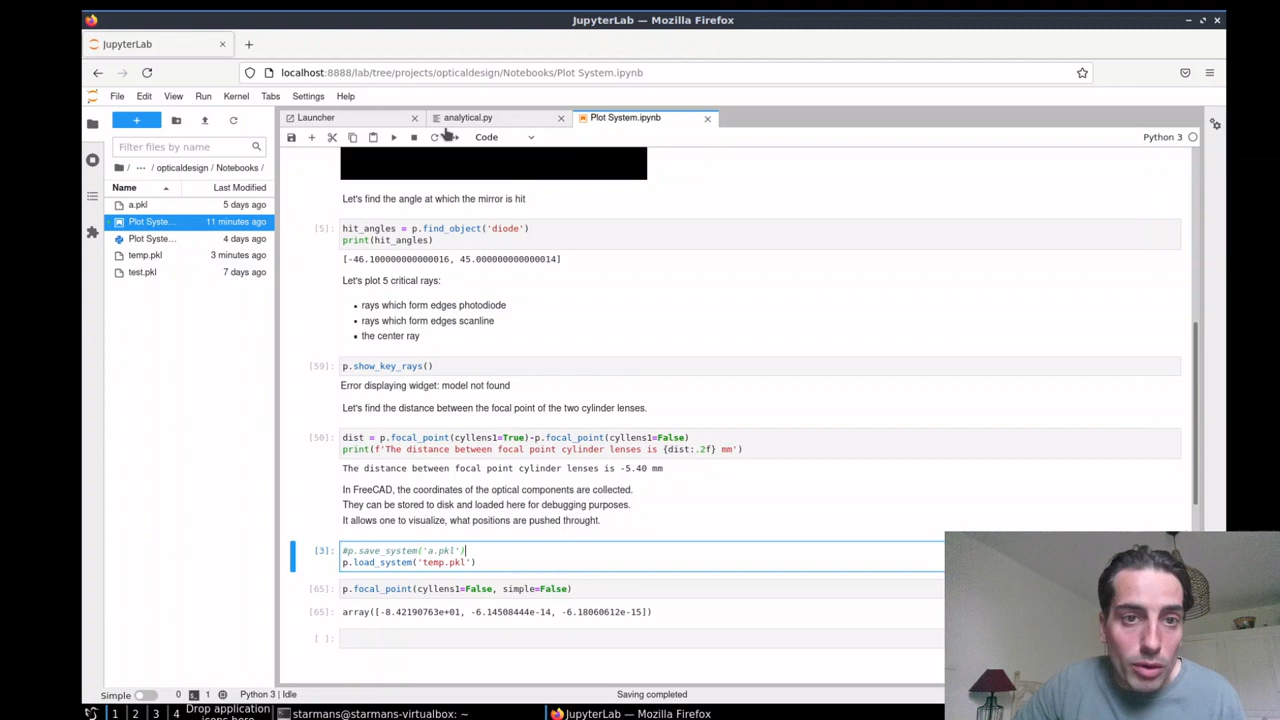 JupyterLab — Mozilla Firefox
JupyterLab
localhost:8888/lab/tree/projects/opticaldesign/Notebooks/Plot System.ipynb
File Edit View Run Kernel Tabs Settings Help
Launcher
analytical.py
Plot System.ipynb
Code
Python 3
Filter files by name
/ ... / opticaldesign / Notebooks /
Name Last Modified
a.pkl 5 days ago
Plot Syste... 11 minutes ago
Plot Syste... 4 days ago
temp.pkl 3 minutes ago
test.pkl 7 days ago
Let's find the angle at which the mirror is hit
[5]: hit_angles = p.find_object('diode')
print(hit_angles)
[-46.100000000000016, 45.000000000000014]
Let's plot 5 critical rays:
• rays which form edges photodiode
• rays which form edges scanline
• the center ray
[59]: p.show_key_rays()
Error displaying widget: model not found
Let's find the distance between the focal point of the two cylinder lenses.
[50]: dist = p.focal_point(cyllens1=True)-p.focal_point(cyllens1=False)
print(f'The distance between focal point cylinder lenses is {dist:.2f} mm')
The distance between focal point cylinder lenses is -5.40 mm
In FreeCAD, the coordinates of the optical components are collected.
They can be stored to disk and loaded here for debugging purposes.
It allows one to visualize, what positions are pushed throught.
[3]: #p.save_system('a.pkl')
p.load_system('temp.pkl')
[65]: p.focal_point(cyllens1=False, simple=False)
[65]: array([-8.42190763e+01, -6.14508444e-14, -6.18060612e-15])
[ ]:
Simple 0 1 Python 3 | Idle Saving completed
1 2 3 4 Drop application icons here starmans@starmans-virtualbox: ~ JupyterLab — Mozilla Firefox